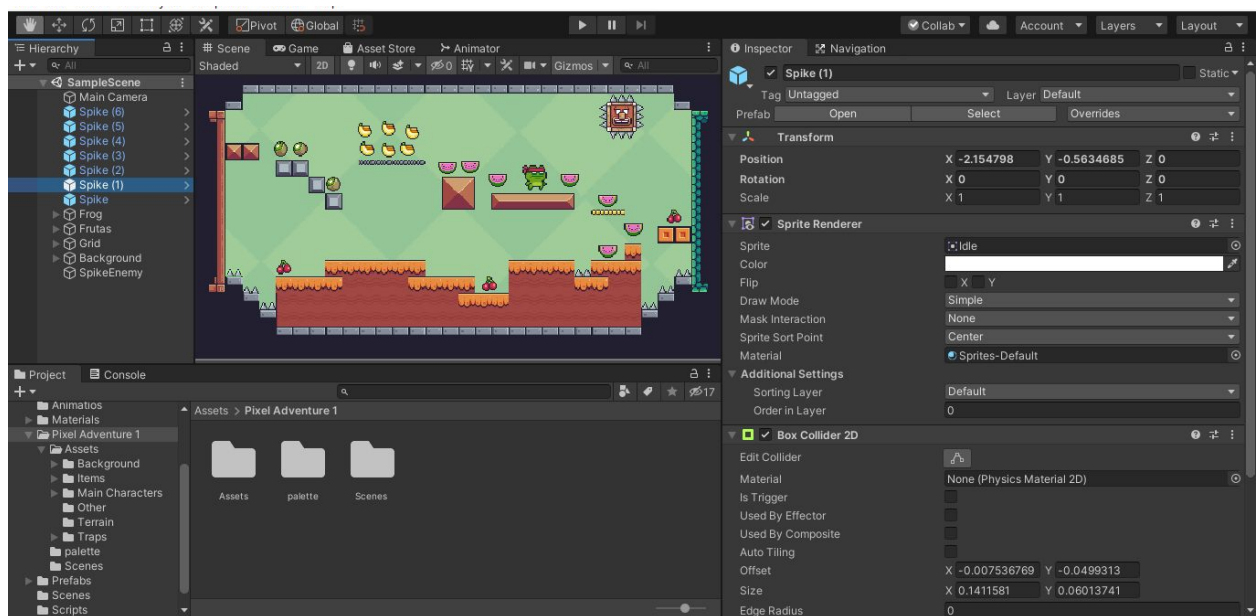 Pivot Global Collab Account Layers Layout
Hierarchy
All
SampleScene
Main Camera
Spike (6)
Spike (5)
Spike (4)
Spike (3)
Spike (2)
Spike (1)
Spike
Frog
Frutas
Grid
Background
SpikeEnemy
Scene Game Asset Store Animator
Shaded 2D 0 Gizmos All
Inspector Navigation
Spike (1) Static
Tag Untagged Layer Default
Prefab Open Select Overrides
Transform
Position X -2.154798 Y -0.5634685 Z 0
Rotation X 0 Y 0 Z 0
Scale X 1 Y 1 Z 1
Sprite Renderer
Sprite Idle
Color
Flip X Y
Draw Mode Simple
Mask Interaction None
Sprite Sort Point Center
Material Sprites-Default
Additional Settings
Sorting Layer Default
Order in Layer 0
Box Collider 2D
Edit Collider
Material None (Physics Material 2D)
Is Trigger
Used By Effector
Used By Composite
Auto Tiling
Offset X -0.007536769 Y -0.0499313
Size X 0.1411581 Y 0.06013741
Edge Radius 0
Project Console
17
Animatios
Materials
Pixel Adventure 1
Assets
Background
Items
Main Characters
Other
Terrain
Traps
palette
Scenes
Prefabs
Scenes
Scripts
Assets > Pixel Adventure 1
Assets palette Scenes